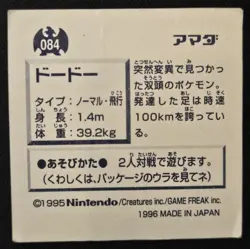 084
アマダ
ドードー
タイプ:ノーマル・飛行
身長:1.4m
体重:39.2kg
突然変異で見つかっ
た双頭のポケモン。
発達した足は時速
100kmを誇ってい
る。
●あそびかた● 2人対戦で遊びます。
(くわしくは、パッケージのウラを見てネ)
©1995 Nintendo/Creatures inc./GAME FREAK inc.
1996 MADE IN JAPAN